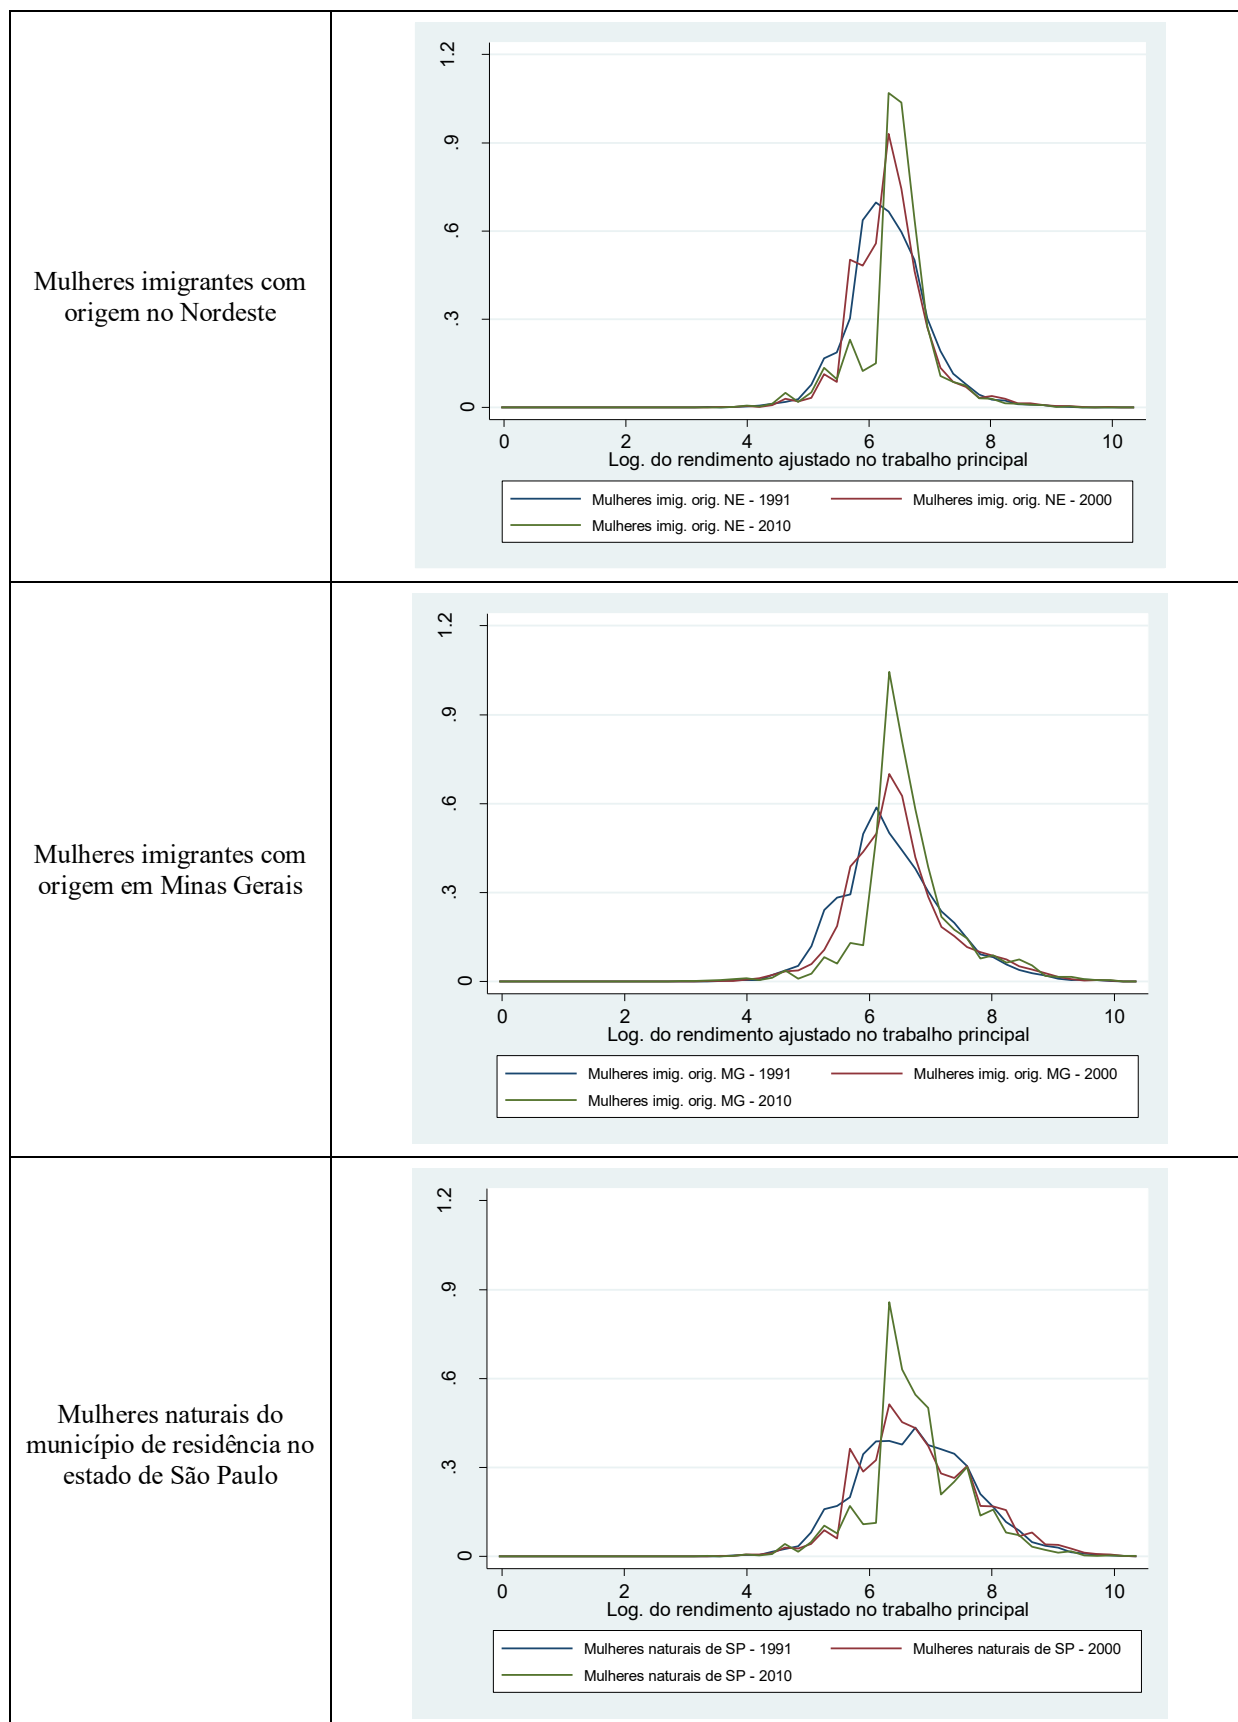 Mulheres imigrantes com
origem no Nordeste
1.2
.9
.6
.3
0
0 2 4 6 8 10
Log. do rendimento ajustado no trabalho principal
Mulheres imig. orig. NE - 1991 Mulheres imig. orig. NE - 2000
Mulheres imig. orig. NE - 2010
Mulheres imigrantes com
origem em Minas Gerais
1.2
.9
.6
.3
0
0 2 4 6 8 10
Log. do rendimento ajustado no trabalho principal
Mulheres imig. orig. MG - 1991 Mulheres imig. orig. MG - 2000
Mulheres imig. orig. MG - 2010
Mulheres naturais do
município de residência no
estado de São Paulo
1.2
.9
.6
.3
0
0 2 4 6 8 10
Log. do rendimento ajustado no trabalho principal
Mulheres naturais de SP - 1991 Mulheres naturais de SP - 2000
Mulheres naturais de SP - 2010